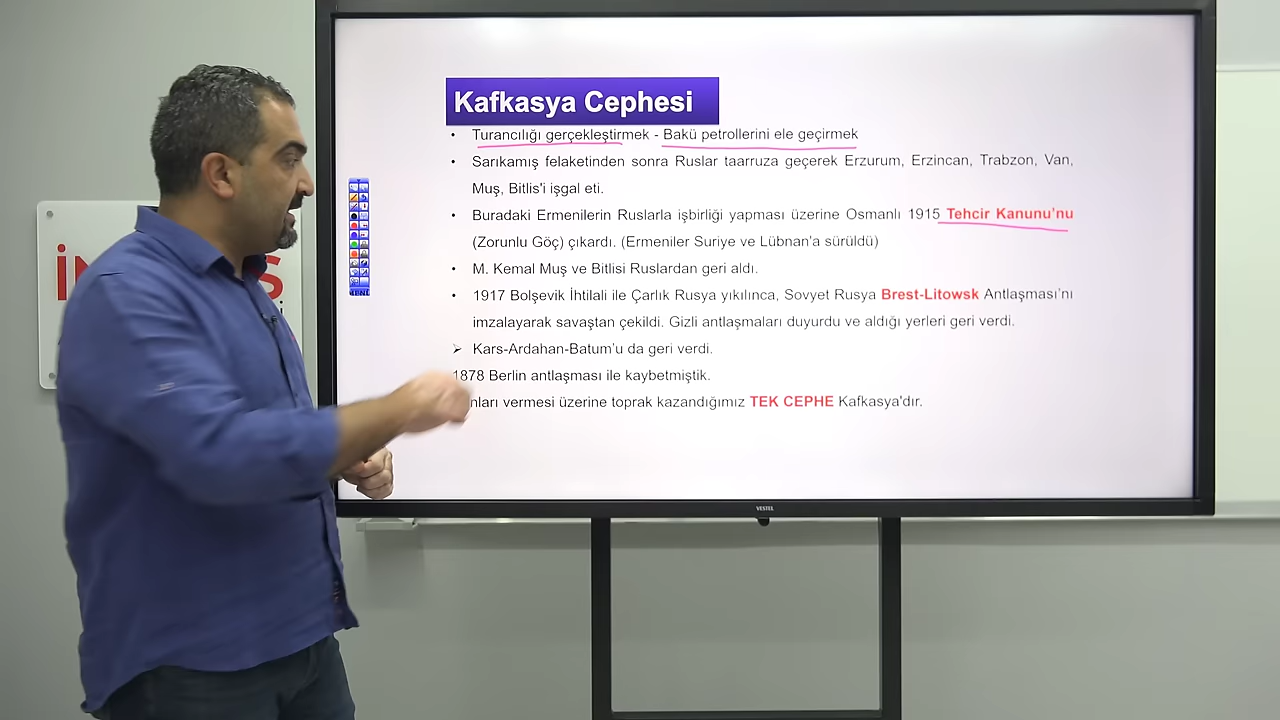 Kafkasya Cephesi
• Turancılığı gerçekleştirmek - Bakü petrollerini ele geçirmek
• Sarıkamış felaketinden sonra Ruslar taarruza geçerek Erzurum, Erzincan, Trabzon, Van,
Muş, Bitlis'i işgal eti.
• Buradaki Ermenilerin Ruslarla işbirliği yapması üzerine Osmanlı 1915 Tehcir Kanunu'nu
(Zorunlu Göç) çıkardı. (Ermeniler Suriye ve Lübnan'a sürüldü)
• M. Kemal Muş ve Bitlisi Ruslardan geri aldı.
• 1917 Bolşevik İhtilali ile Çarlık Rusya yıkılınca, Sovyet Rusya Brest-Litowsk Antlaşması'nı
imzalayarak savaştan çekildi. Gizli antlaşmaları duyurdu ve aldığı yerleri geri verdi.
➢ Kars-Ardahan-Batum'u da geri verdi.
1878 Berlin antlaşması ile kaybetmiştik.
vermesi üzerine toprak kazandığımız TEK CEPHE Kafkasya'dır.
MENU
VESTEL